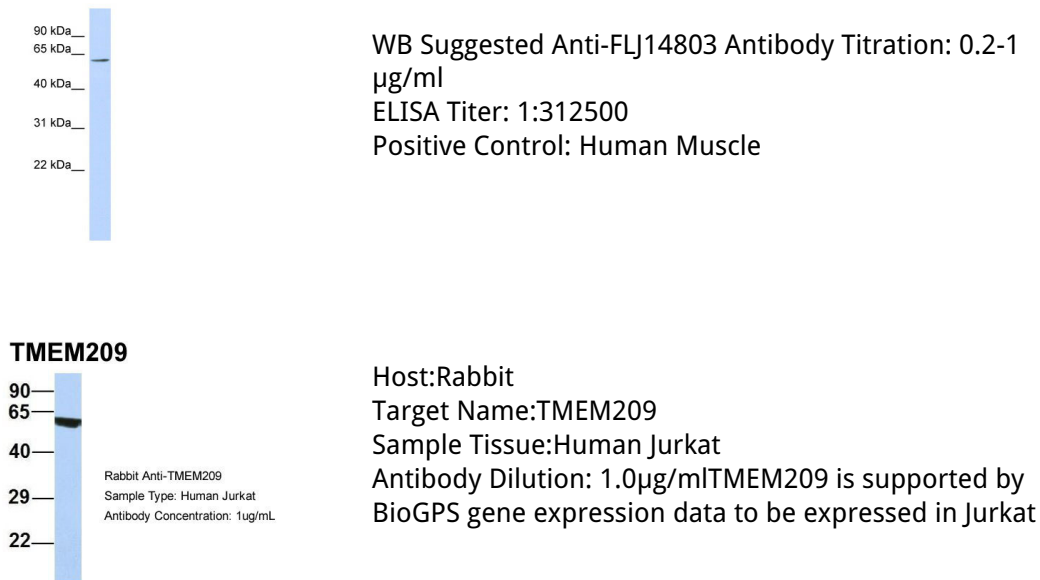 90 kDa__
65 kDa__
40 kDa__
31 kDa__
22 kDa__
WB Suggested Anti-FLJ14803 Antibody Titration: 0.2-1
µg/ml
ELISA Titer: 1:312500
Positive Control: Human Muscle
TMEM209
90—
65—
40—
29—
22—
Rabbit Anti-TMEM209
Sample Type: Human Jurkat
Antibody Concentration: 1ug/mL
Host:Rabbit
Target Name:TMEM209
Sample Tissue:Human Jurkat
Antibody Dilution: 1.0µg/mlTMEM209 is supported by
BioGPS gene expression data to be expressed in Jurkat